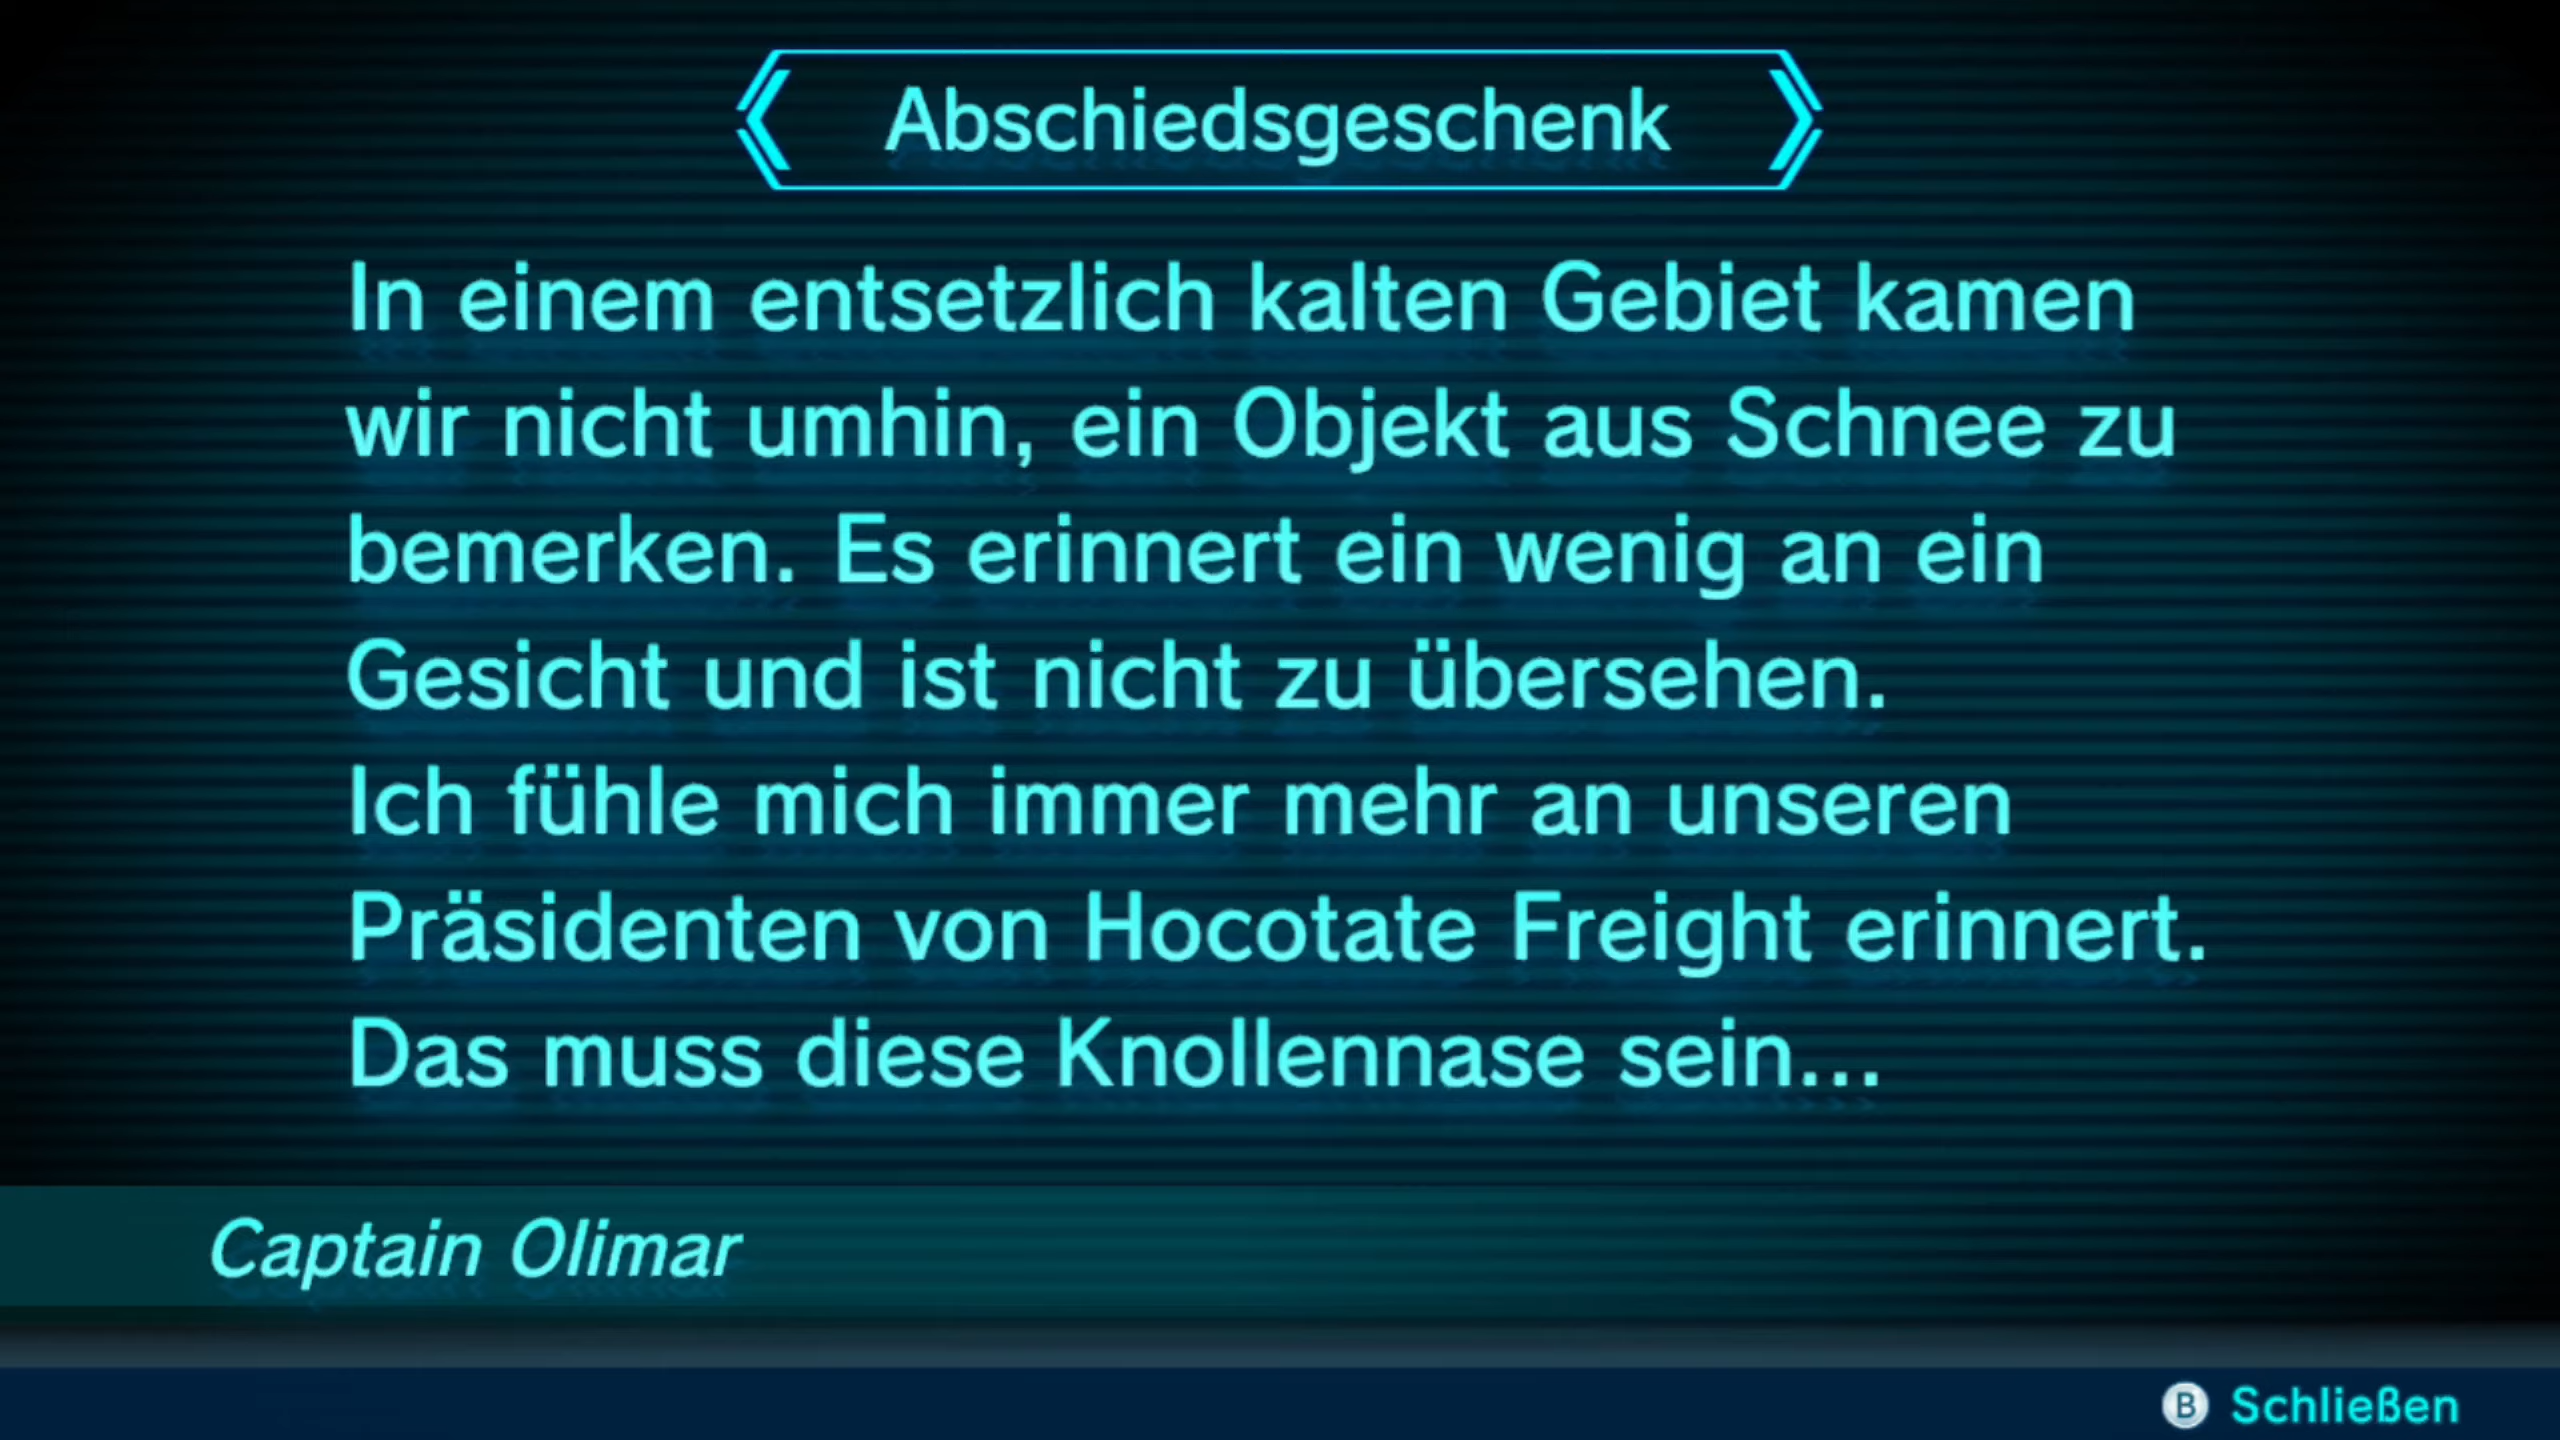 Abschiedsgeschenk
In einem entsetzlich kalten Gebiet kamen
wir nicht umhin, ein Objekt aus Schnee zu
bemerken. Es erinnert ein wenig an ein
Gesicht und ist nicht zu übersehen.
Ich fühle mich immer mehr an unseren
Präsidenten von Hocotate Freight erinnert.
Das muss diese Knollennase sein...
Captain Olimar
B Schließen